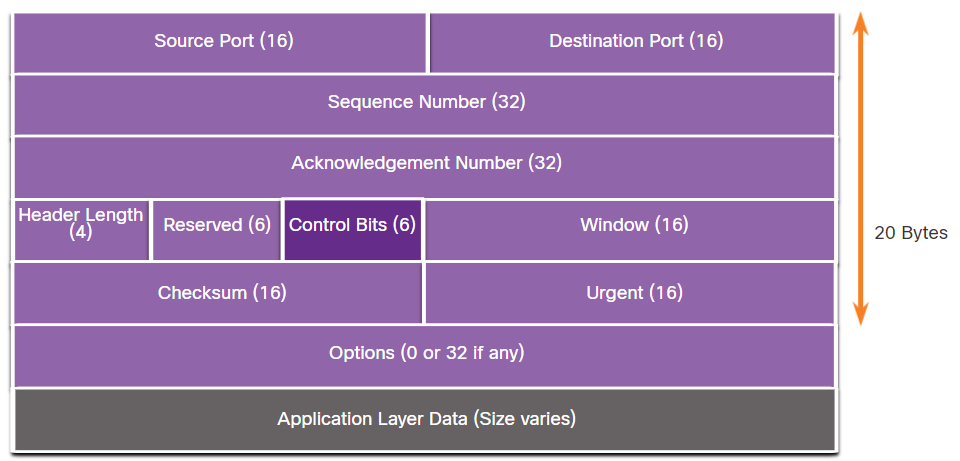 Source Port (16)
Destination Port (16)
Sequence Number (32)
Acknowledgement Number (32)
Header Length
(4)
Reserved (6)
Control Bits (6)
Window (16)
20 Bytes
Checksum (16)
Urgent (16)
Options (0 or 32 if any)
Application Layer Data (Size varies)